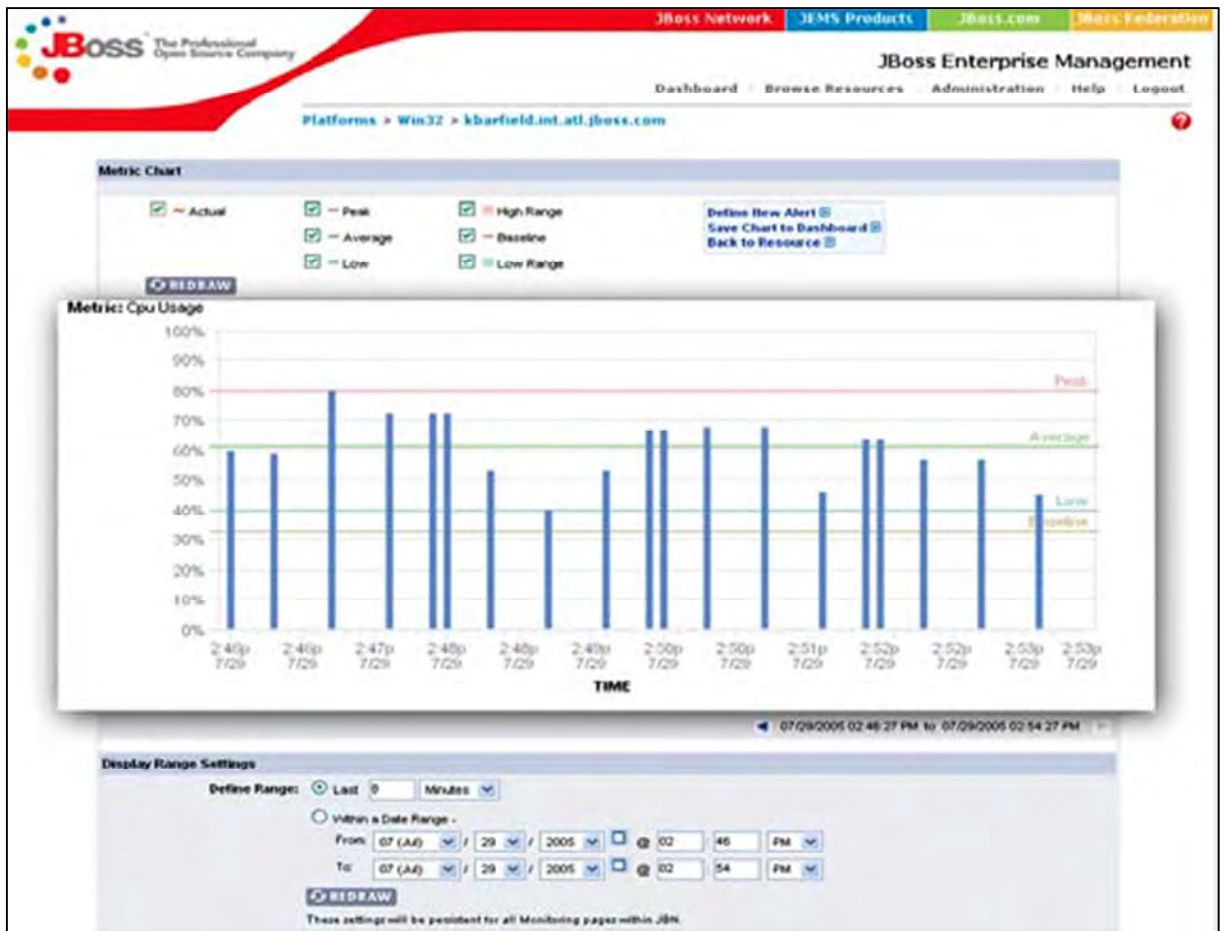 JBoss Network JEMS Products JBoss.com JBoss Federation
JBoss The Professional
Open Source Company
JBoss Enterprise Management
Dashboard Browse Resources Administration Help Logout
Platforms > Win32 > kbarfield.int.atl.jboss.com
?
Metric Chart
Actual Peak High Range
Average Baseline
Low Low Range
Define New Alert
Save Chart to Dashboard
Back to Resource
REDRAW
Metric: Cpu Usage
100%
90%
80%
70%
60%
50%
40%
30%
20%
10%
0%
Peak
Average
Low
Baseline
2:46p 2:46p 2:47p 2:48p 2:48p 2:49p 2:50p 2:50p 2:51p 2:52p 2:52p 2:53p 2:53p
7/29 7/29 7/29 7/29 7/29 7/29 7/29 7/29 7/29 7/29 7/29 7/29 7/29
TIME
07/29/2005 02:46:27 PM to 07/29/2005 02:54:27 PM
Display Range Settings
Define Range: Last 8 Minutes
Within a Date Range -
From: 07 (Jul) / 29 / 2005 @ 02 : 46 PM
To: 07 (Jul) / 29 / 2005 @ 02 : 54 PM
REDRAW
These settings will be persistent for all Monitoring pages within JBN.